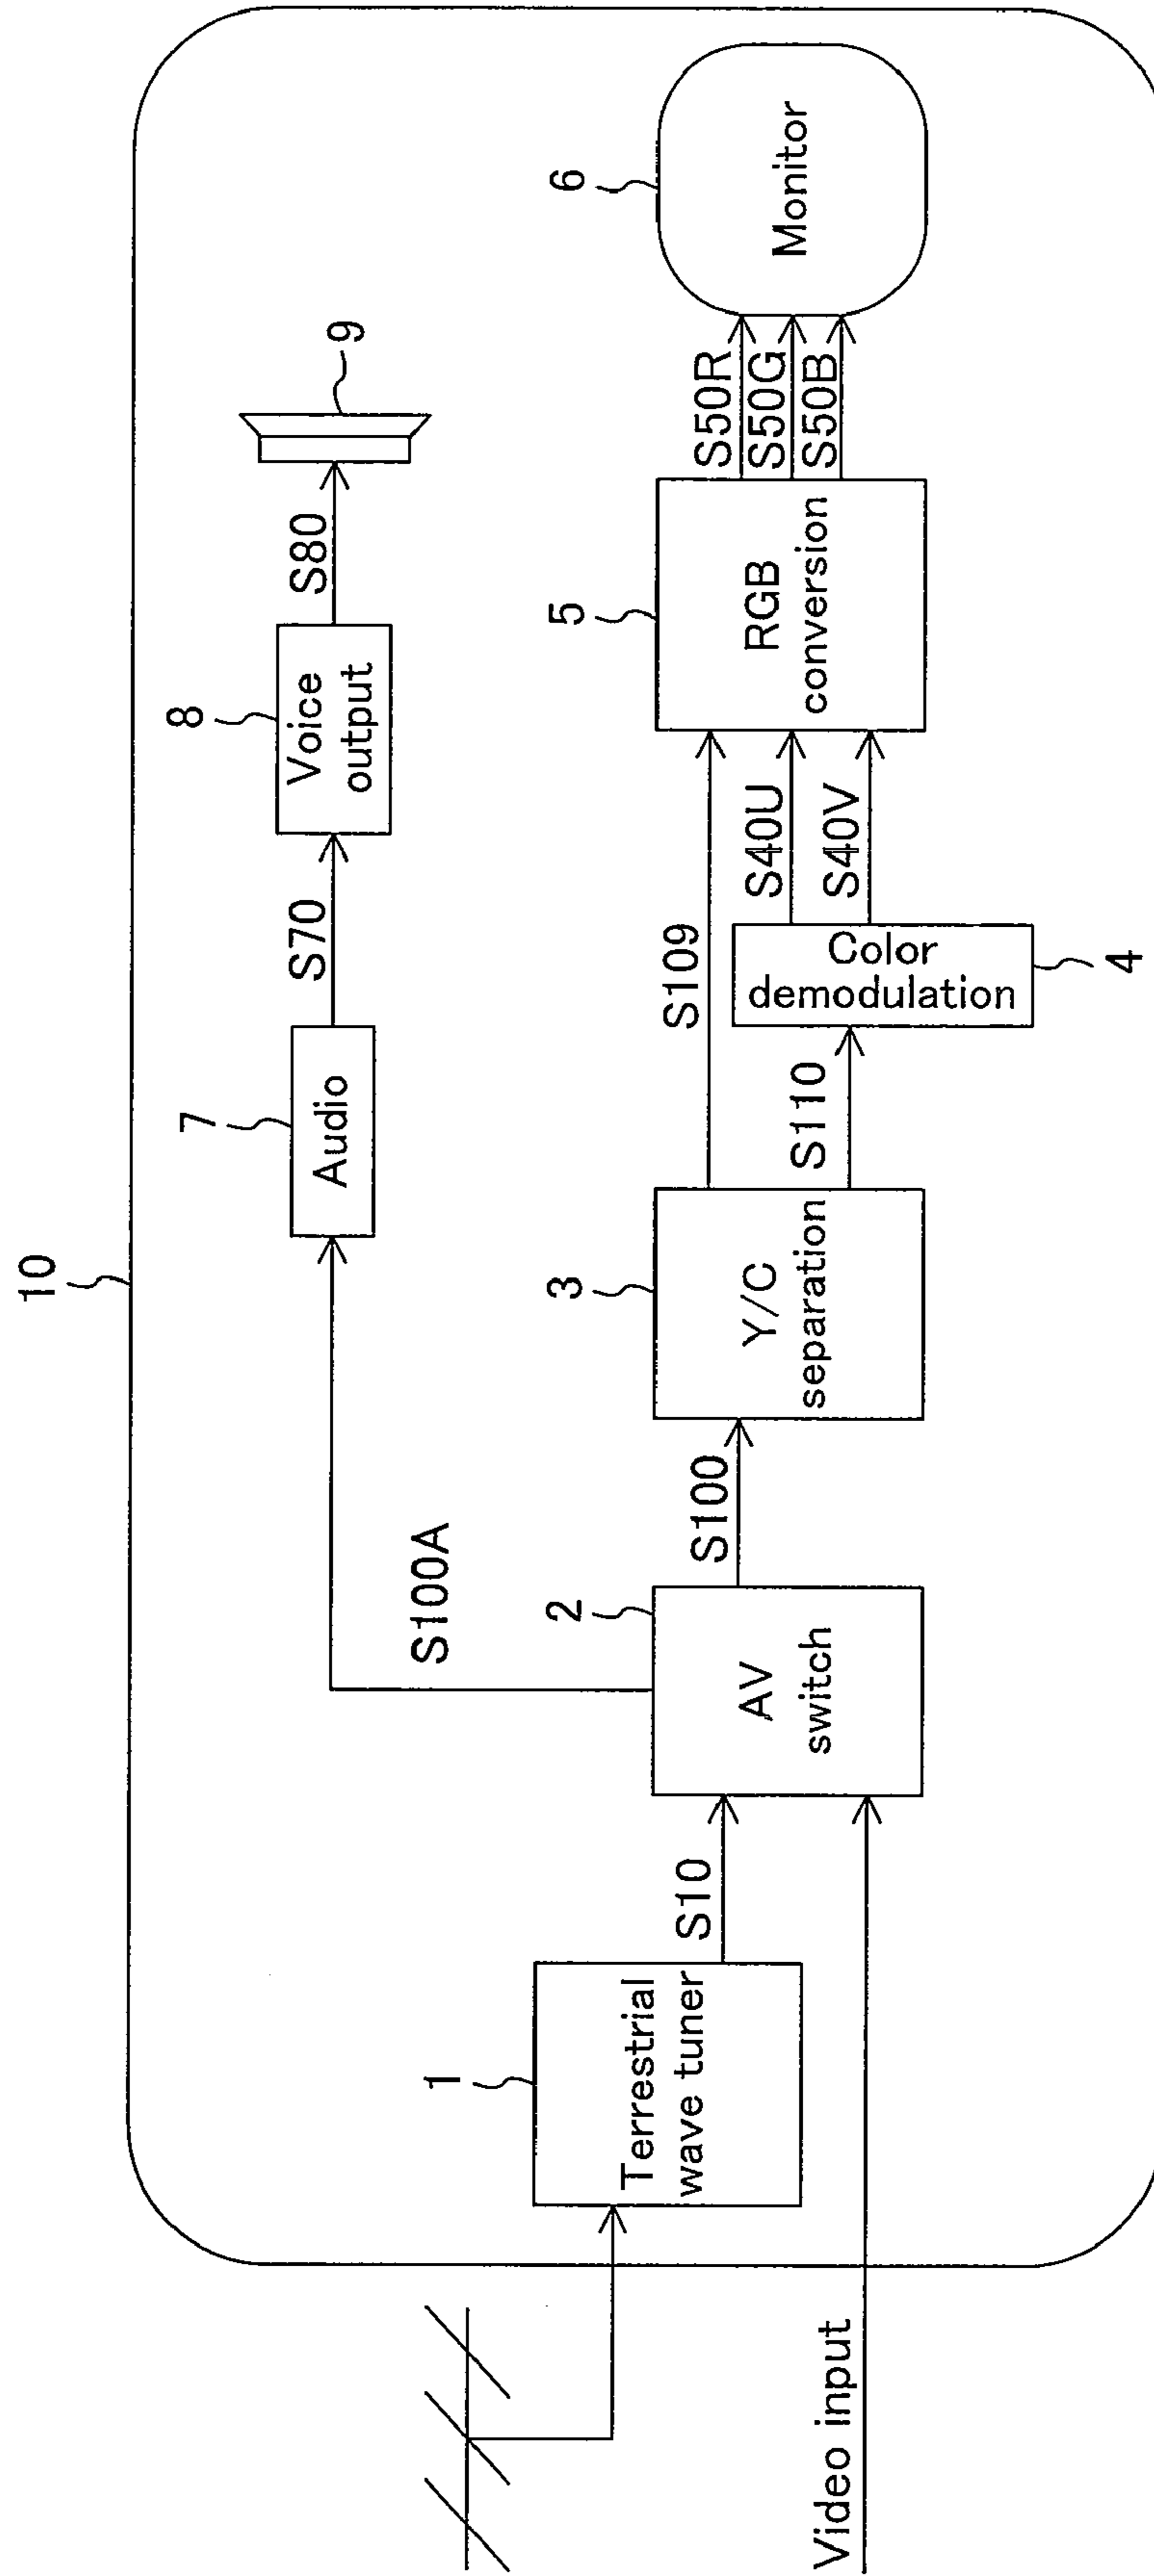 10
9
S80
8
Voice
output
S70
7
Audio
S100A
6
Monitor
S50R
S50G
S50B
5
RGB
conversion
S109
S40U
S40V
Color
demodulation
4
S110
3
Y/C
separation
S100
2
AV
switch
S10
1
Terrestrial
wave tuner
Video input